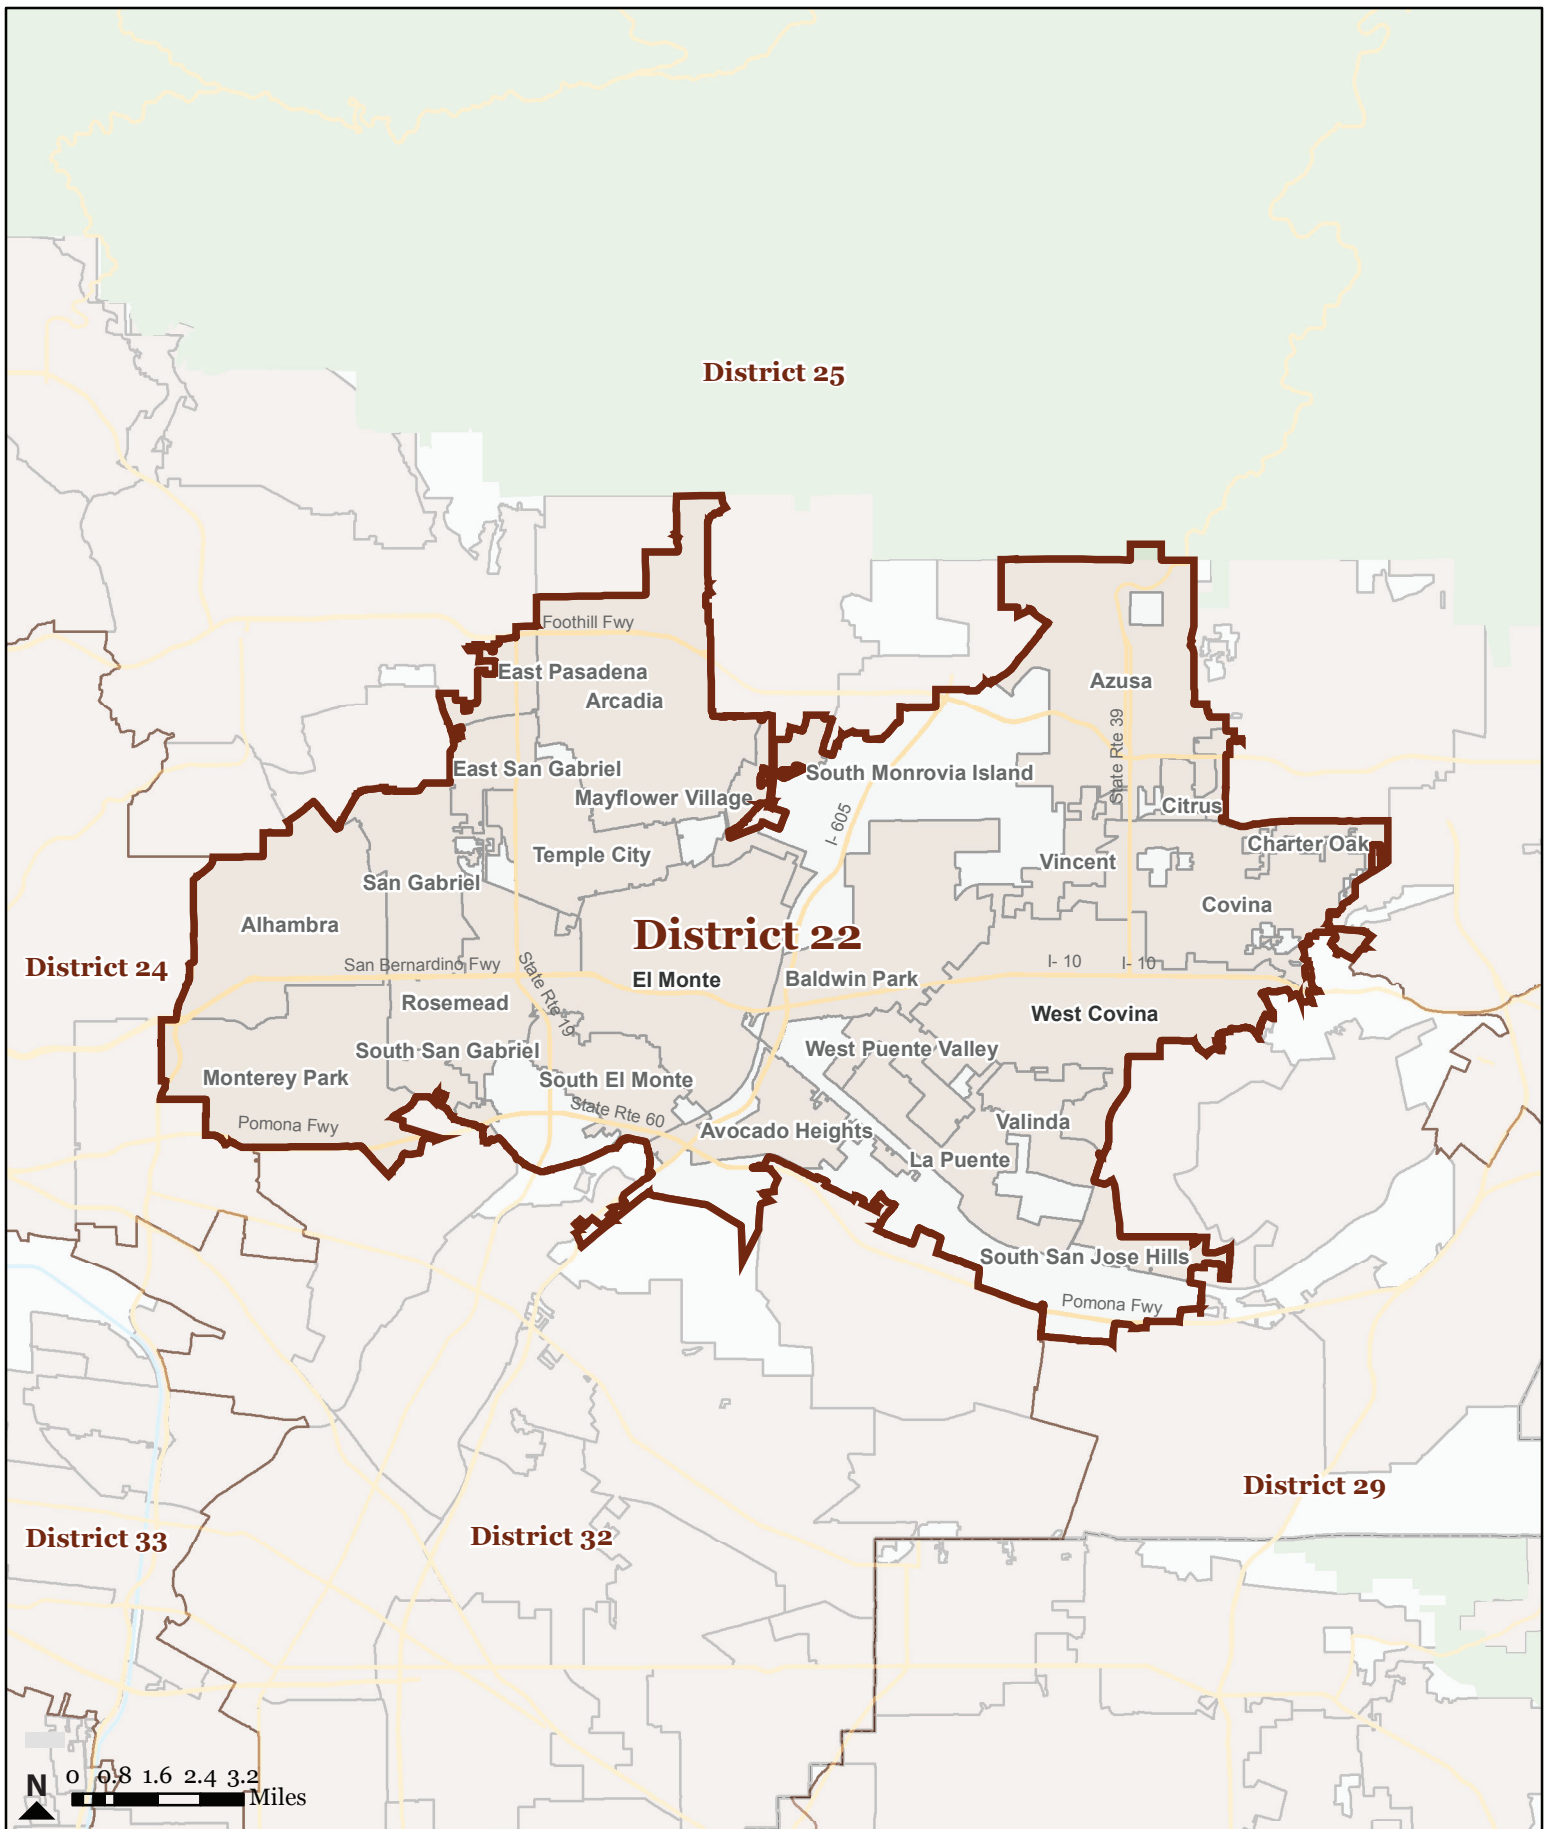 District 25
Foothill Fwy
East Pasadena
Arcadia
Azusa
State Rte 39
East San Gabriel
South Monrovia Island
Mayflower Village
Citrus
I- 605
Charter Oak
Temple City
Vincent
San Gabriel
Covina
Alhambra
District 22
District 24
San Bernardino Fwy
I- 10
I- 10
El Monte
Baldwin Park
State Rte 19
Rosemead
West Covina
South San Gabriel
West Puente Valley
Monterey Park
South El Monte
State Rte 60
Pomona Fwy
Avocado Heights
Valinda
La Puente
South San Jose Hills
Pomona Fwy
District 29
District 33
District 32
N
0 0.8 1.6 2.4 3.2
Miles